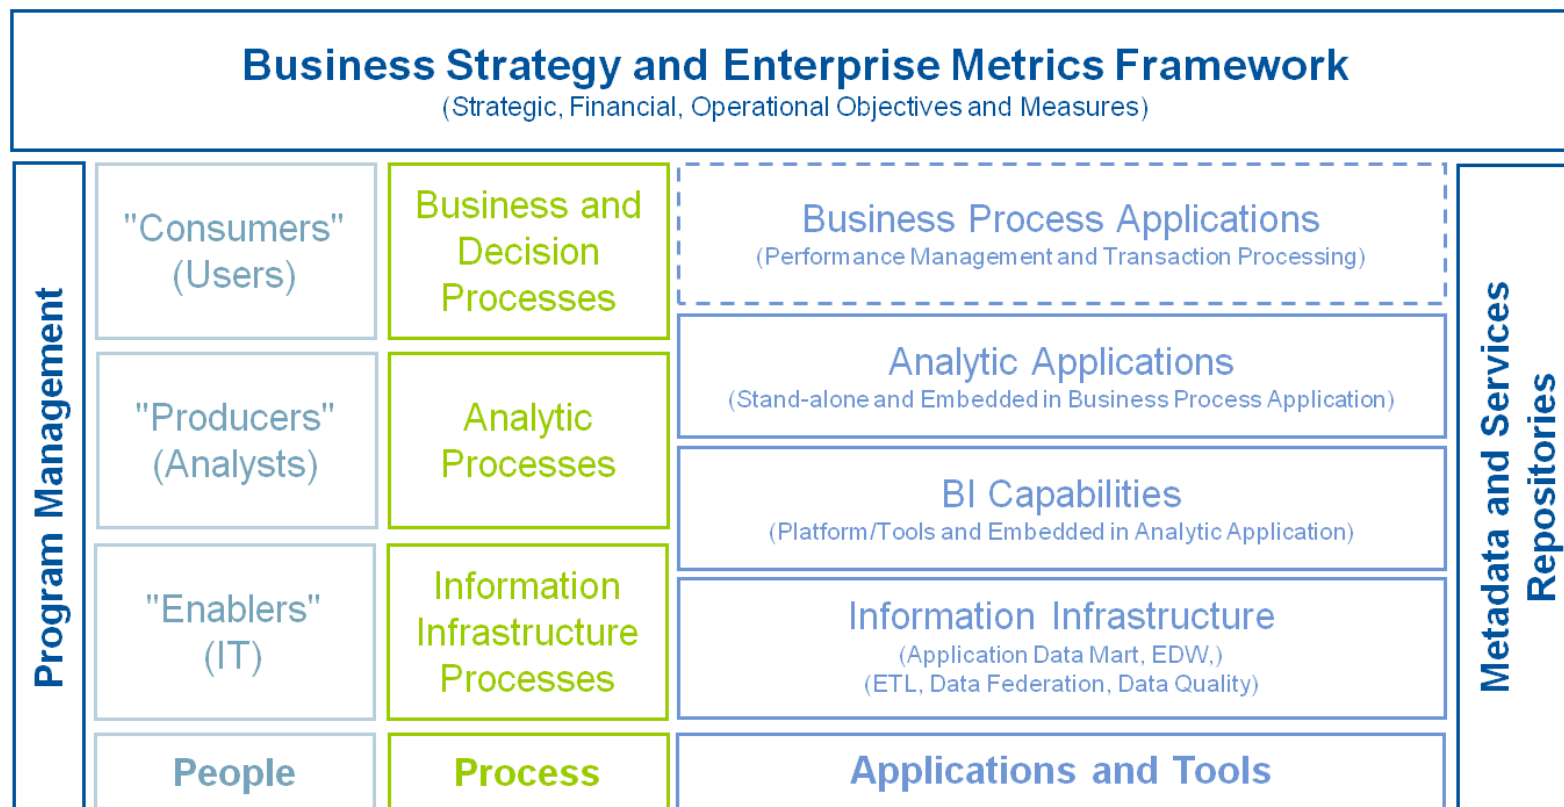 Business Strategy and Enterprise Metrics Framework
(Strategic, Financial, Operational Objectives and Measures)
Program Management
"Consumers"
(Users)
Business and
Decision
Processes
Business Process Applications
(Performance Management and Transaction Processing)
"Producers"
(Analysts)
Analytic
Processes
Analytic Applications
(Stand-alone and Embedded in Business Process Application)
BI Capabilities
(Platform/Tools and Embedded in Analytic Application)
"Enablers"
(IT)
Information
Infrastructure
Processes
Information Infrastructure
(Application Data Mart, EDW,)
(ETL, Data Federation, Data Quality)
People
Process
Applications and Tools
Metadata and Services
Repositories